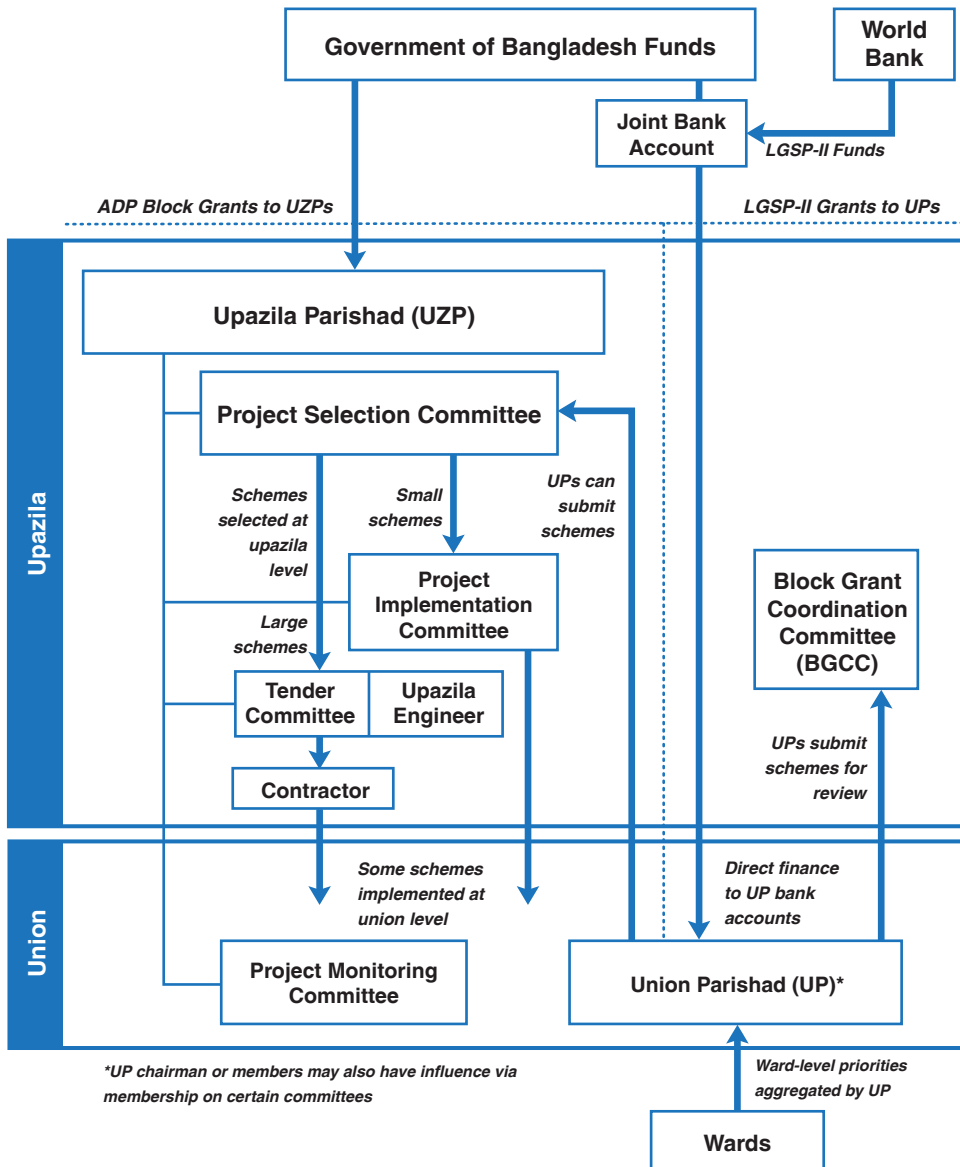 Government of Bangladesh Funds
World
Bank
Joint Bank
Account
LGSP-II Funds
ADP Block Grants to UZPs
LGSP-II Grants to UPs
Upazila
Upazila Parishad (UZP)
Project Selection Committee
Schemes
selected at
upazila
level
Small
schemes
UPs can
submit
schemes
Project
Implementation
Committee
Block Grant
Coordination
Committee
(BGCC)
Large
schemes
Tender
Committee
Upazila
Engineer
Contractor
UPs submit
schemes for
review
Union
Some schemes
implemented at
union level
Direct finance
to UP bank
accounts
Project Monitoring
Committee
Union Parishad (UP)*
*UP chairman or members may also have influence via
membership on certain committees
Ward-level priorities
aggregated by UP
Wards